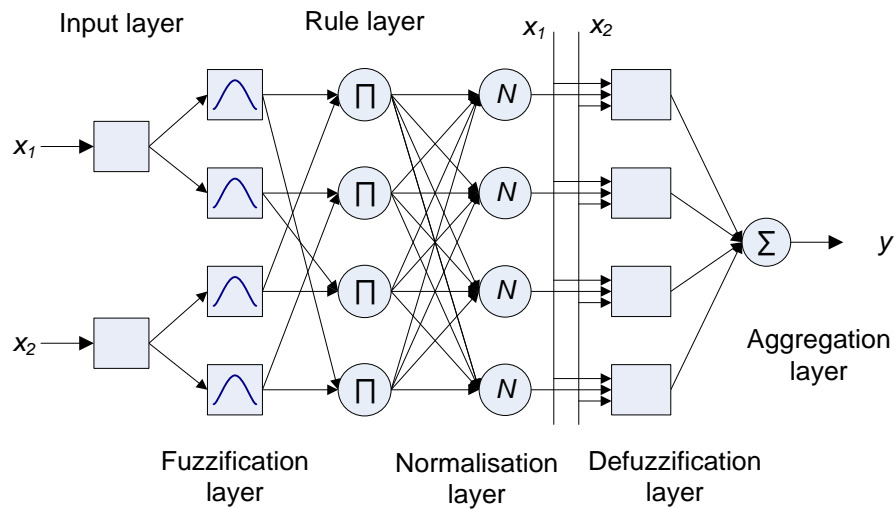 Input layer
Rule layer
x1
x2
x1
∏
N
∏
N
∑
y
∏
N
x2
∏
N
Aggregation
layer
Fuzzification
layer
Normalisation
layer
Defuzzification
layer